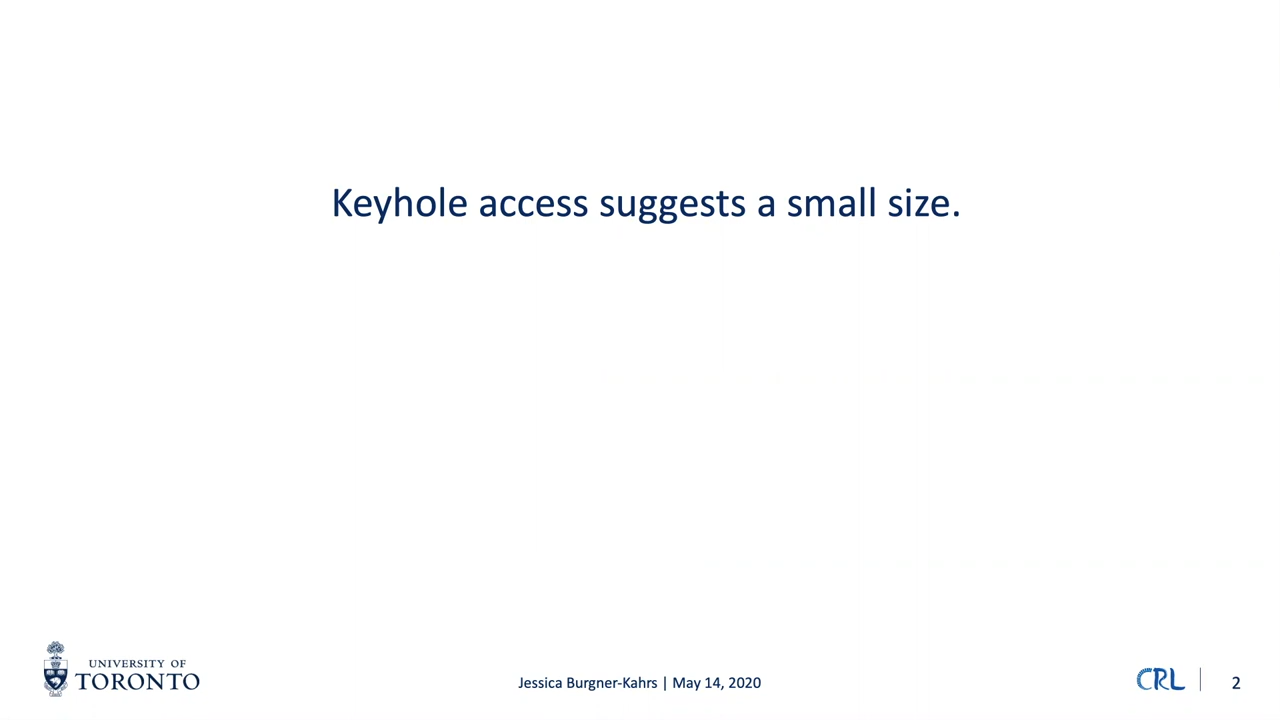 Keyhole access suggests a small size.
UNIVERSITY OF
TORONTO
Jessica Burgner-Kahrs | May 14, 2020
CRL
2